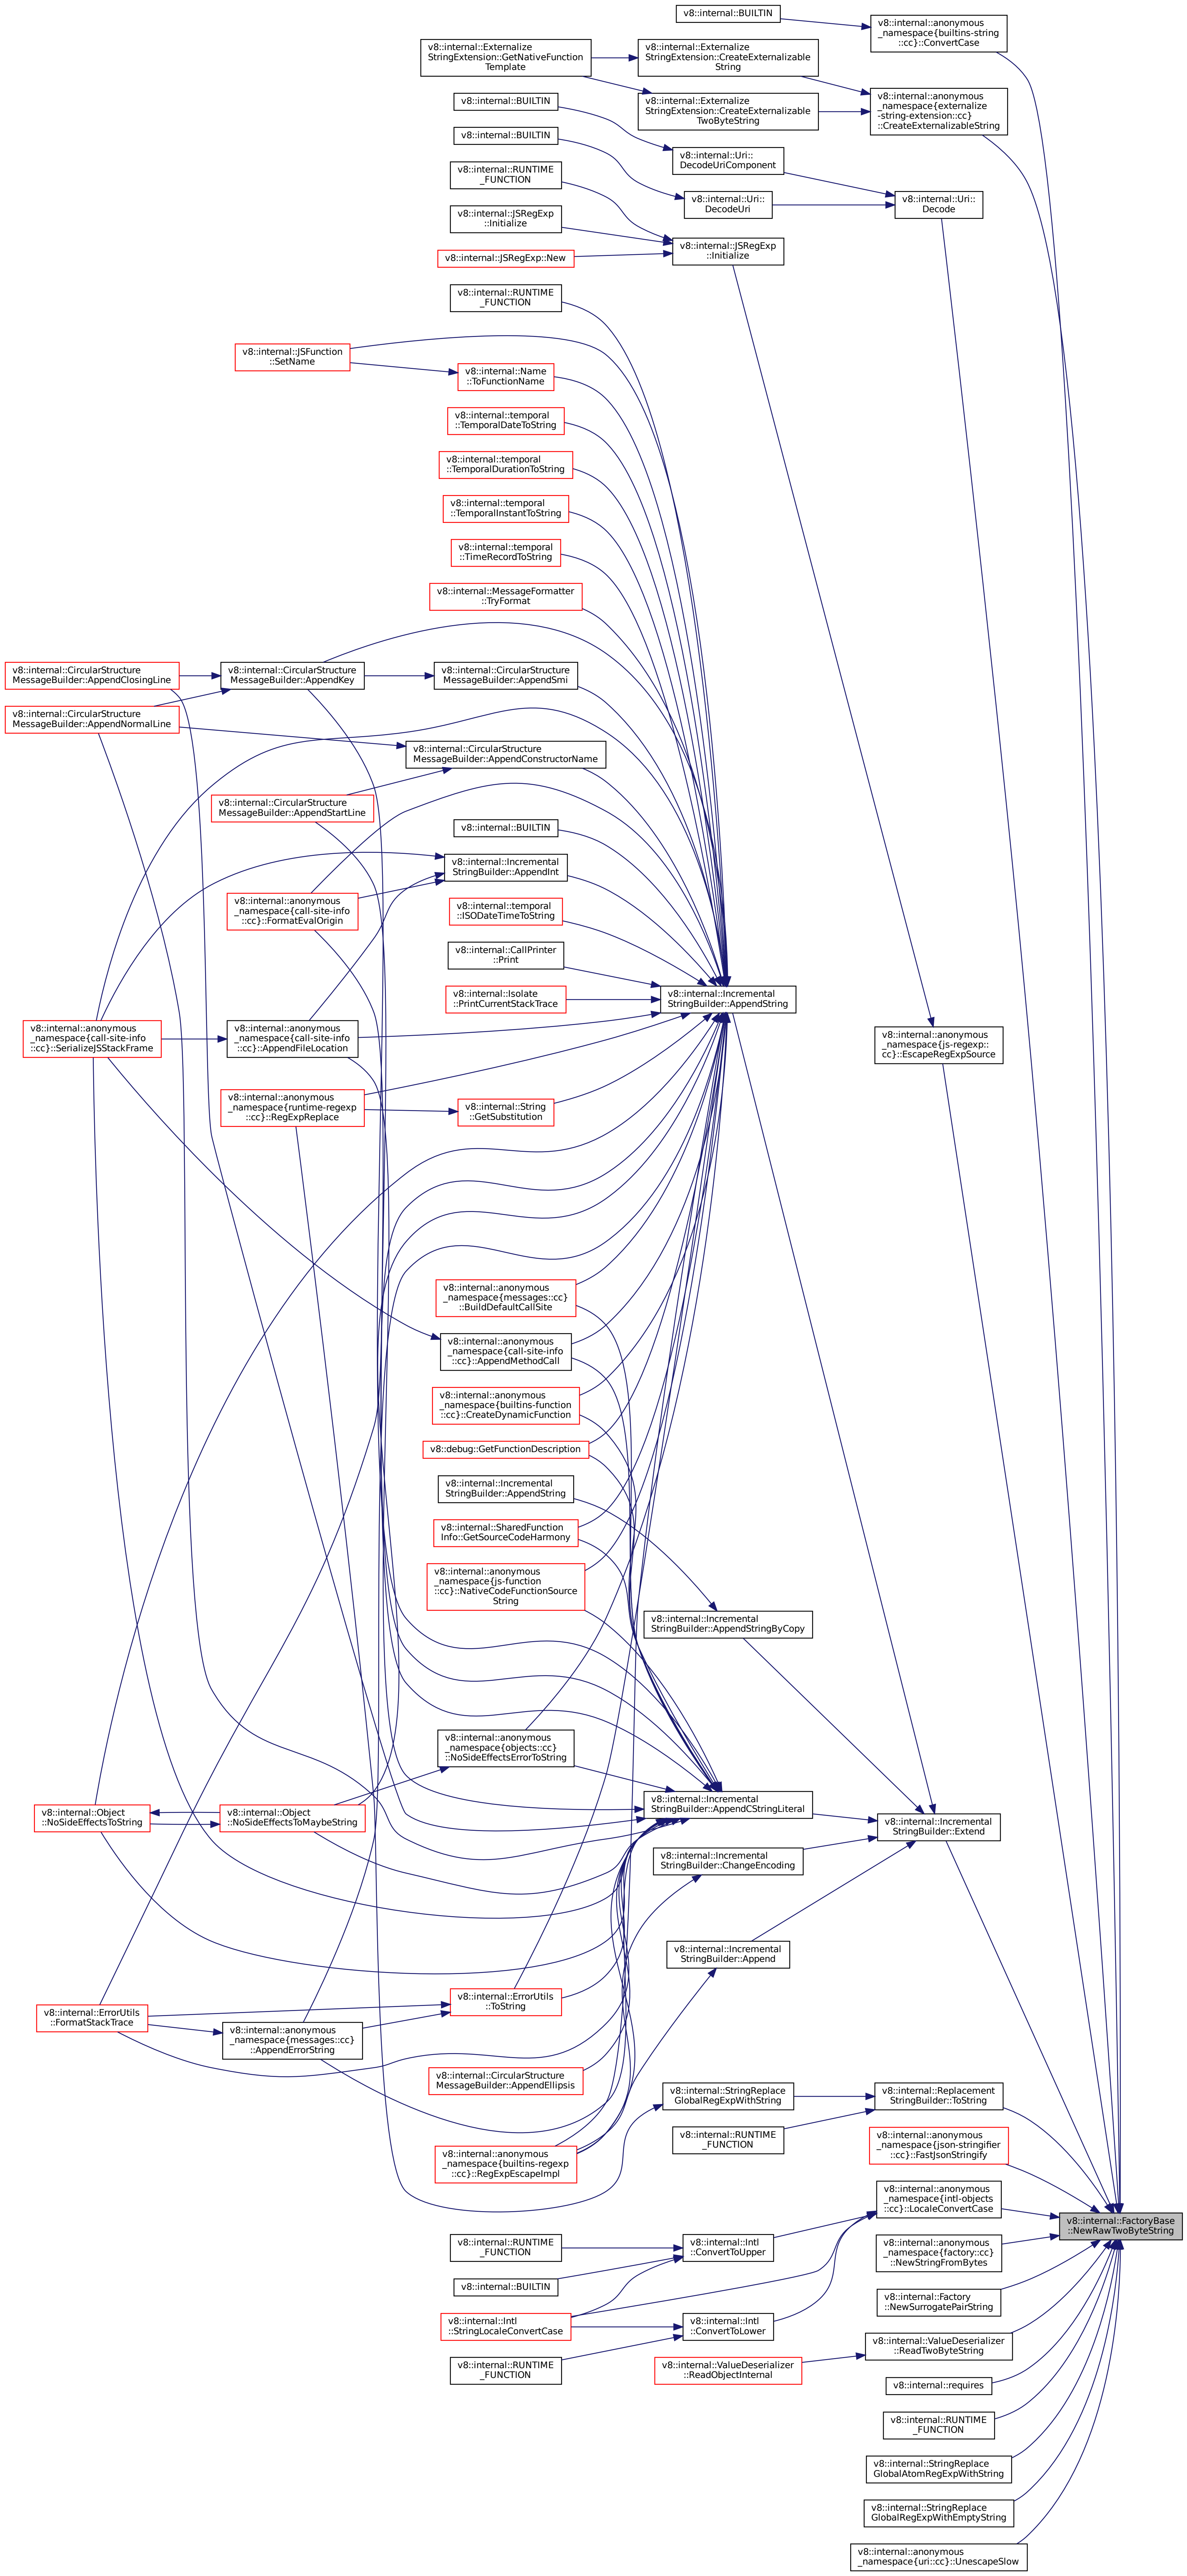 v8::internal::BUILTIN
v8::internal::anonymous
_namespace{builtins-string
::cc}::ConvertCase
v8::internal::Externalize
StringExtension::GetNativeFunction
Template
v8::internal::Externalize
StringExtension::CreateExternalizable
String
v8::internal::BUILTIN
v8::internal::Externalize
StringExtension::CreateExternalizable
TwoByteString
v8::internal::anonymous
_namespace{externalize
-string-extension::cc}
::CreateExternalizableString
v8::internal::BUILTIN
v8::internal::Uri::
DecodeUriComponent
v8::internal::RUNTIME
_FUNCTION
v8::internal::Uri::
DecodeUri
v8::internal::Uri::
Decode
v8::internal::JSRegExp
::Initialize
v8::internal::JSRegExp
::Initialize
v8::internal::JSRegExp::New
v8::internal::RUNTIME
_FUNCTION
v8::internal::JSFunction
::SetName
v8::internal::Name
::ToFunctionName
v8::internal::temporal
::TemporalDateToString
v8::internal::temporal
::TemporalDurationToString
v8::internal::temporal
::TemporalInstantToString
v8::internal::temporal
::TimeRecordToString
v8::internal::MessageFormatter
::TryFormat
v8::internal::CircularStructure
MessageBuilder::AppendClosingLine
v8::internal::CircularStructure
MessageBuilder::AppendKey
v8::internal::CircularStructure
MessageBuilder::AppendSmi
v8::internal::CircularStructure
MessageBuilder::AppendNormalLine
v8::internal::CircularStructure
MessageBuilder::AppendConstructorName
v8::internal::CircularStructure
MessageBuilder::AppendStartLine
v8::internal::BUILTIN
v8::internal::Incremental
StringBuilder::AppendInt
v8::internal::anonymous
_namespace{call-site-info
::cc}::FormatEvalOrigin
v8::internal::temporal
::ISODateTimeToString
v8::internal::CallPrinter
::Print
v8::internal::Isolate
::PrintCurrentStackTrace
v8::internal::Incremental
StringBuilder::AppendString
v8::internal::anonymous
_namespace{call-site-info
::cc}::SerializeJSStackFrame
v8::internal::anonymous
_namespace{call-site-info
::cc}::AppendFileLocation
v8::internal::anonymous
_namespace{js-regexp::
cc}::EscapeRegExpSource
v8::internal::anonymous
_namespace{runtime-regexp
::cc}::RegExpReplace
v8::internal::String
::GetSubstitution
v8::internal::anonymous
_namespace{messages::cc}
::BuildDefaultCallSite
v8::internal::anonymous
_namespace{call-site-info
::cc}::AppendMethodCall
v8::internal::anonymous
_namespace{builtins-function
::cc}::CreateDynamicFunction
v8::debug::GetFunctionDescription
v8::internal::Incremental
StringBuilder::AppendString
v8::internal::SharedFunction
Info::GetSourceCodeHarmony
v8::internal::anonymous
_namespace{js-function
::cc}::NativeCodeFunctionSource
String
v8::internal::Incremental
StringBuilder::AppendStringByCopy
v8::internal::anonymous
_namespace{objects::cc}
::NoSideEffectsErrorToString
v8::internal::Object
::NoSideEffectsToString
v8::internal::Object
::NoSideEffectsToMaybeString
v8::internal::Incremental
StringBuilder::AppendCStringLiteral
v8::internal::Incremental
StringBuilder::Extend
v8::internal::Incremental
StringBuilder::ChangeEncoding
v8::internal::Incremental
StringBuilder::Append
v8::internal::ErrorUtils
::ToString
v8::internal::ErrorUtils
::FormatStackTrace
v8::internal::anonymous
_namespace{messages::cc}
::AppendErrorString
v8::internal::CircularStructure
MessageBuilder::AppendEllipsis
v8::internal::StringReplace
GlobalRegExpWithString
v8::internal::Replacement
StringBuilder::ToString
v8::internal::RUNTIME
_FUNCTION
v8::internal::anonymous
_namespace{json-stringifier
::cc}::FastJsonStringify
v8::internal::anonymous
_namespace{builtins-regexp
::cc}::RegExpEscapeImpl
v8::internal::anonymous
_namespace{intl-objects
::cc}::LocaleConvertCase
v8::internal::FactoryBase
::NewRawTwoByteString
v8::internal::RUNTIME
_FUNCTION
v8::internal::Intl
::ConvertToUpper
v8::internal::anonymous
_namespace{factory::cc}
::NewStringFromBytes
v8::internal::BUILTIN
v8::internal::Factory
::NewSurrogatePairString
v8::internal::Intl
::StringLocaleConvertCase
v8::internal::Intl
::ConvertToLower
v8::internal::ValueDeserializer
::ReadTwoByteString
v8::internal::RUNTIME
_FUNCTION
v8::internal::ValueDeserializer
::ReadObjectInternal
v8::internal::requires
v8::internal::RUNTIME
_FUNCTION
v8::internal::StringReplace
GlobalAtomRegExpWithString
v8::internal::StringReplace
GlobalRegExpWithEmptyString
v8::internal::anonymous
_namespace{uri::cc}::UnescapeSlow